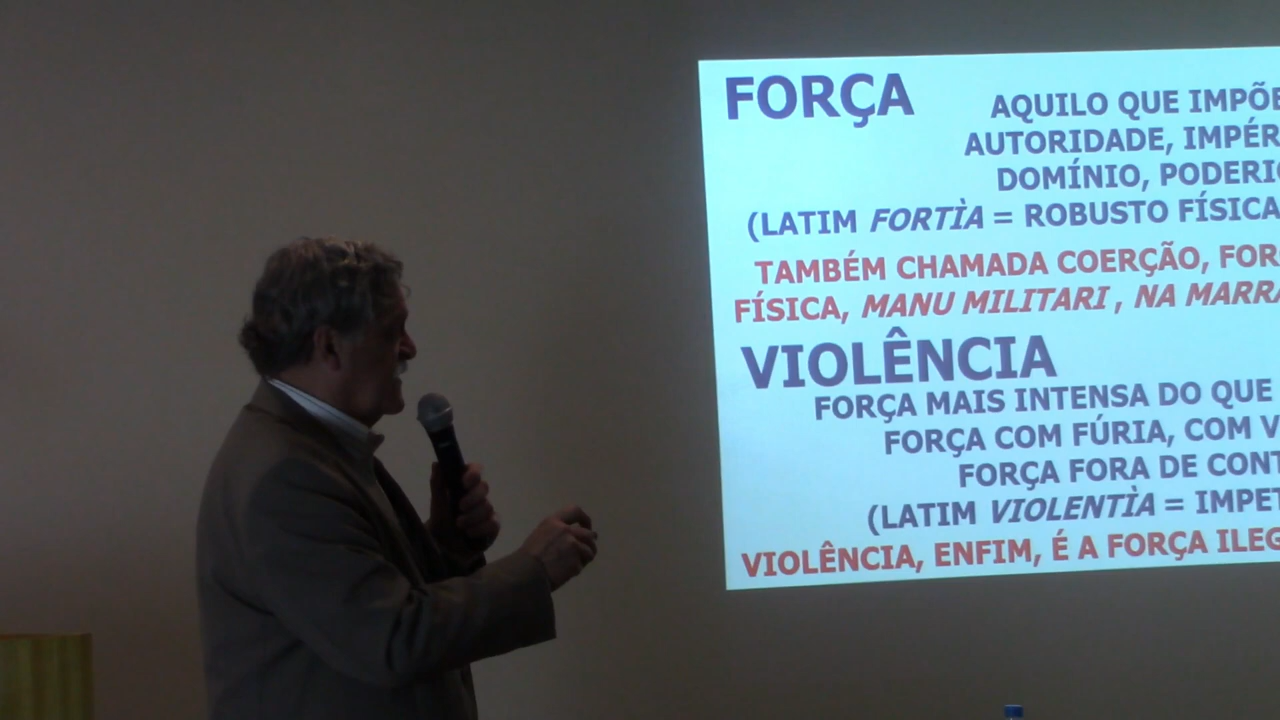 FORÇA
AQUILO QUE IMPÕE
AUTORIDADE, IMPÉR
DOMÍNIO, PODERI
(LATIM FORTÌA = ROBUSTO FÍSICA
TAMBÉM CHAMADA COERÇÃO, FOR
FÍSICA, MANU MILITARI , NA MARRA
VIOLÊNCIA
FORÇA MAIS INTENSA DO QUE
FORÇA COM FÚRIA, COM V
FORÇA FORA DE CONT
(LATIM VIOLENTÌA = IMPET
VIOLÊNCIA, ENFIM, É A FORÇA ILEG